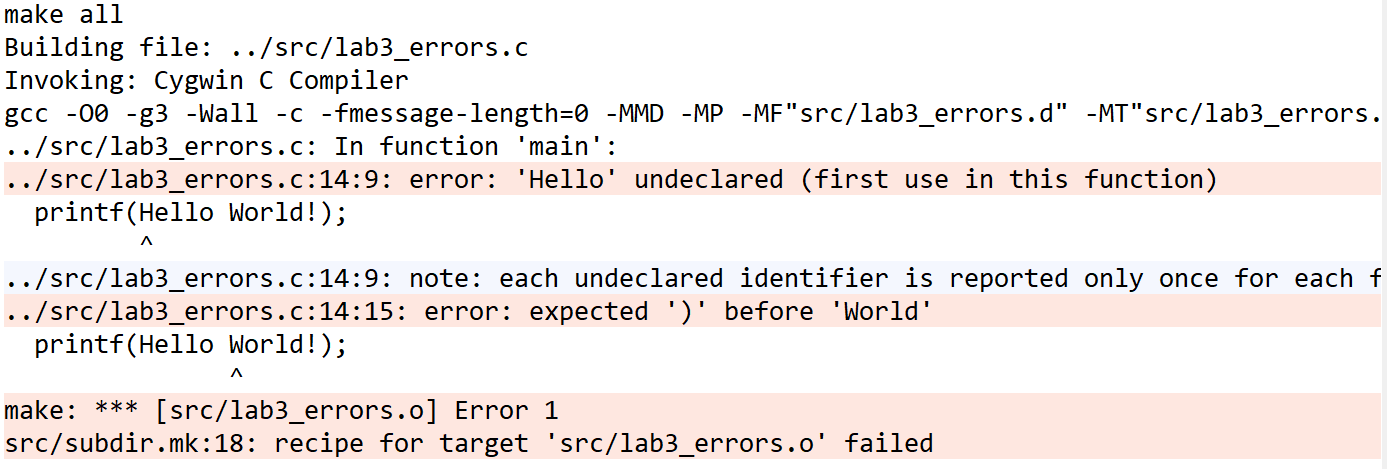 make all
Building file: ../src/lab3_errors.c
Invoking: Cygwin C Compiler
gcc -O0 -g3 -Wall -c -fmessage-length=0 -MMD -MP -MF"src/lab3_errors.d" -MT"src/lab3_errors.
../src/lab3_errors.c: In function 'main':
../src/lab3_errors.c:14:9: error: 'Hello' undeclared (first use in this function)
  printf(Hello World!);
         ^
../src/lab3_errors.c:14:9: note: each undeclared identifier is reported only once for each f
../src/lab3_errors.c:14:15: error: expected ')' before 'World'
  printf(Hello World!);
               ^
make: *** [src/lab3_errors.o] Error 1
src/subdir.mk:18: recipe for target 'src/lab3_errors.o' failed